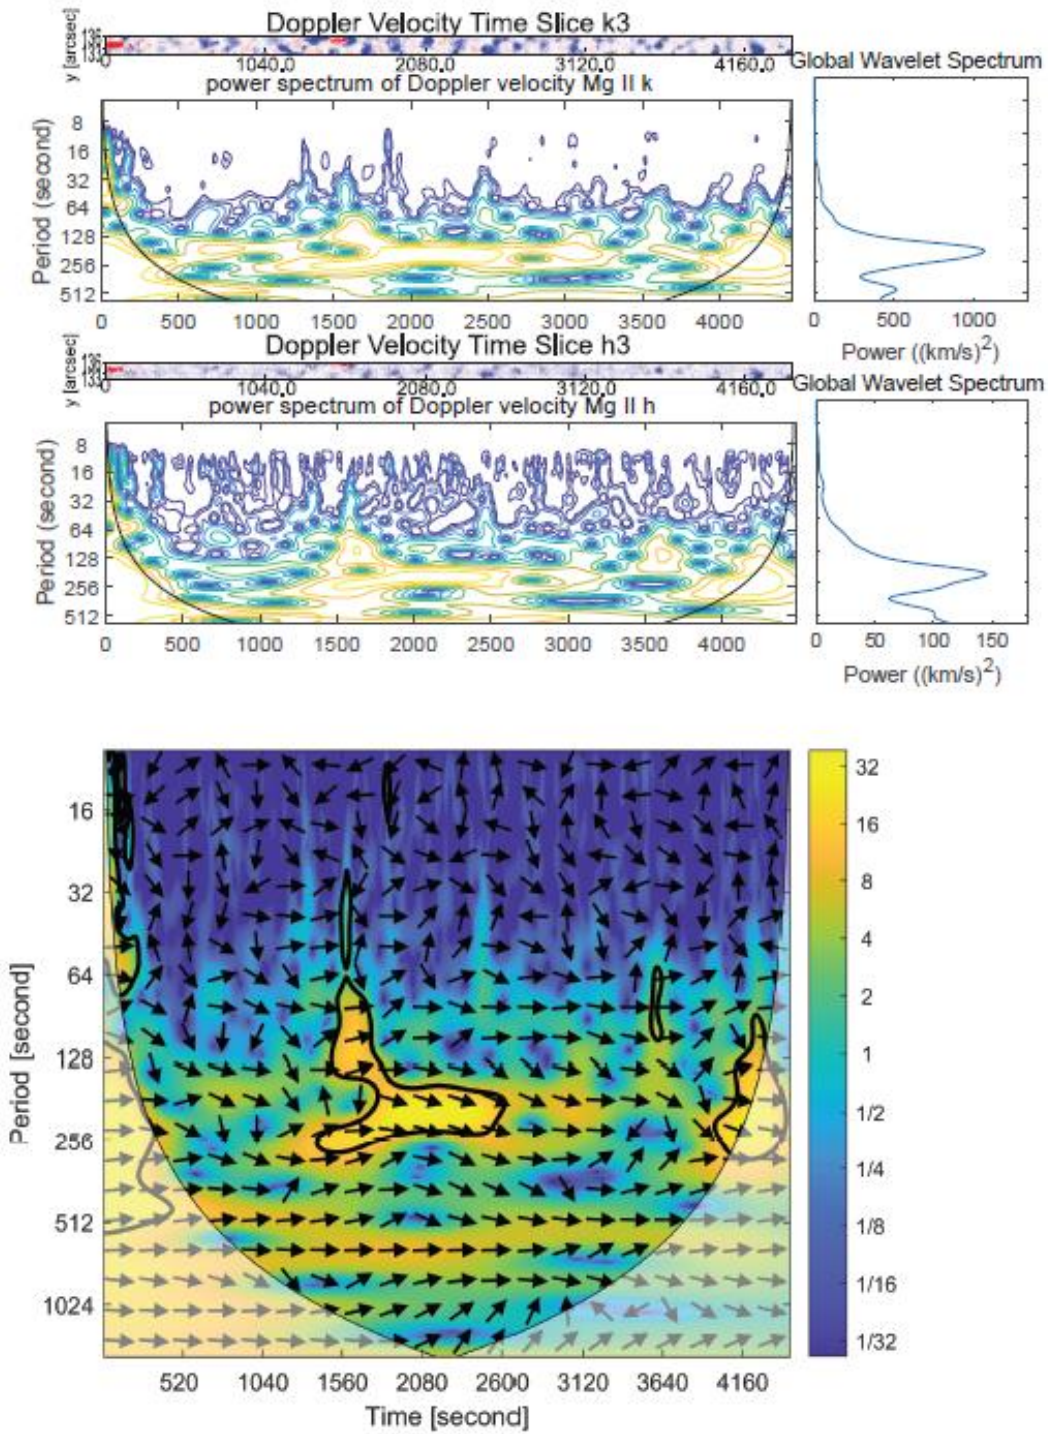 Doppler Velocity Time Slice k3
y [arcsec]
1040.0 2080.0 3120.0 4160.0
Global Wavelet Spectrum
power spectrum of Doppler velocity Mg II k
Period (second)
8
16
32
64
128
256
512
0 500 1000 1500 2000 2500 3000 3500 4000
0 500 1000
Power ((km/s)2)
Doppler Velocity Time Slice h3
y [arcsec]
1040.0 2080.0 3120.0 4160.0
Global Wavelet Spectrum
power spectrum of Doppler velocity Mg II h
Period (second)
8
16
32
64
128
256
512
0 500 1000 1500 2000 2500 3000 3500 4000
0 50 100 150
Power ((km/s)2)
Period [second]
16
32
64
128
256
512
1024
520 1040 1560 2080 2600 3120 3640 4160
Time [second]
32
16
8
4
2
1
1/2
1/4
1/8
1/16
1/32